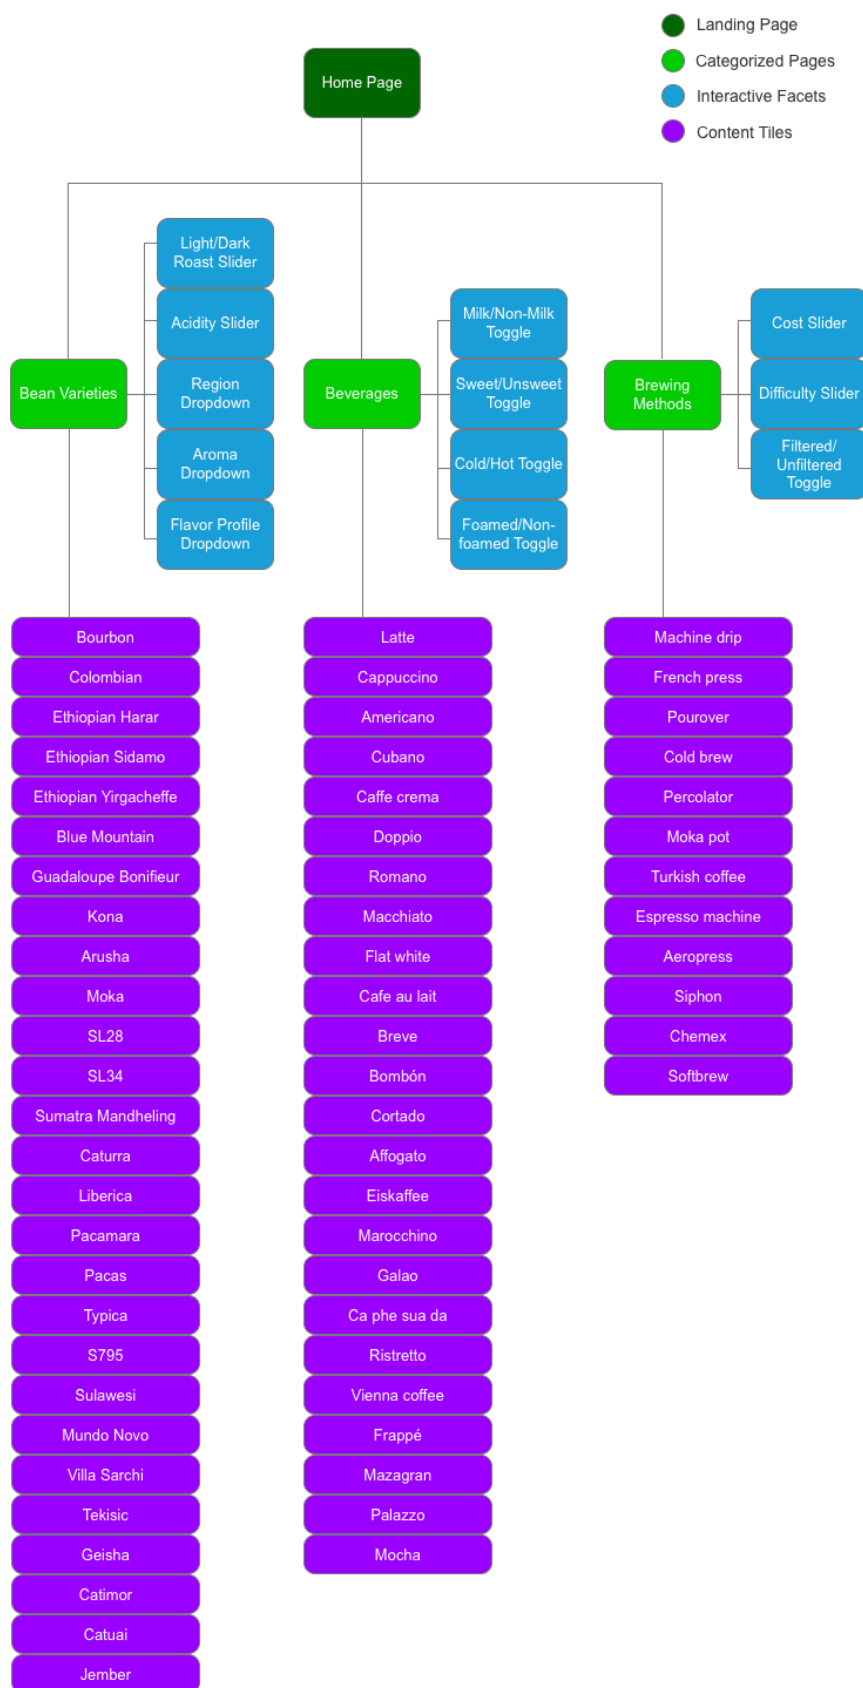 Landing Page
Categorized Pages
Interactive Facets
Content Tiles
Home Page
Bean Varieties
Light/Dark
Roast Slider
Acidity Slider
Region
Dropdown
Aroma
Dropdown
Flavor Profile
Dropdown
Beverages
Milk/Non-Milk
Toggle
Sweet/Unsweet
Toggle
Cold/Hot Toggle
Foamed/Non-
foamed Toggle
Brewing
Methods
Cost Slider
Difficulty Slider
Filtered/
Unfiltered
Toggle
Bourbon
Colombian
Ethiopian Harar
Ethiopian Sidamo
Ethiopian Yirgacheffe
Blue Mountain
Guadaloupe Bonifieur
Kona
Arusha
Moka
SL28
SL34
Sumatra Mandheling
Caturra
Liberica
Pacamara
Pacas
Typica
S795
Sulawesi
Mundo Novo
Villa Sarchi
Tekisic
Geisha
Catimor
Catuai
Jember
Latte
Cappuccino
Americano
Cubano
Caffe crema
Doppio
Romano
Macchiato
Flat white
Cafe au lait
Breve
Bombón
Cortado
Affogato
Eiskaffee
Marocchino
Galao
Ca phe sua da
Ristretto
Vienna coffee
Frappé
Mazagran
Palazzo
Mocha
Machine drip
French press
Pourover
Cold brew
Percolator
Moka pot
Turkish coffee
Espresso machine
Aeropress
Siphon
Chemex
Softbrew